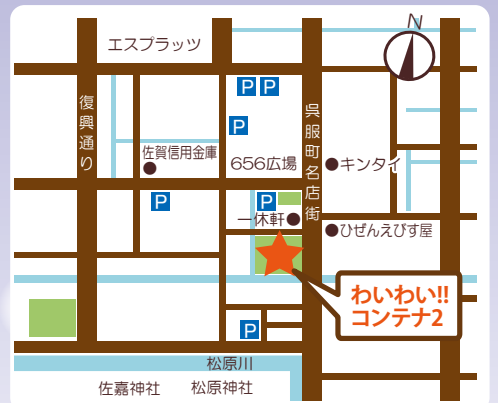 N
エスプラッツ
復興通り
P P
P
呉服町名店街
佐賀信用金庫
656広場
キンタイ
P
P
一休軒
ひぜんえびす屋
わいわい!!
コンテナ2
P
松原川
佐嘉神社
松原神社